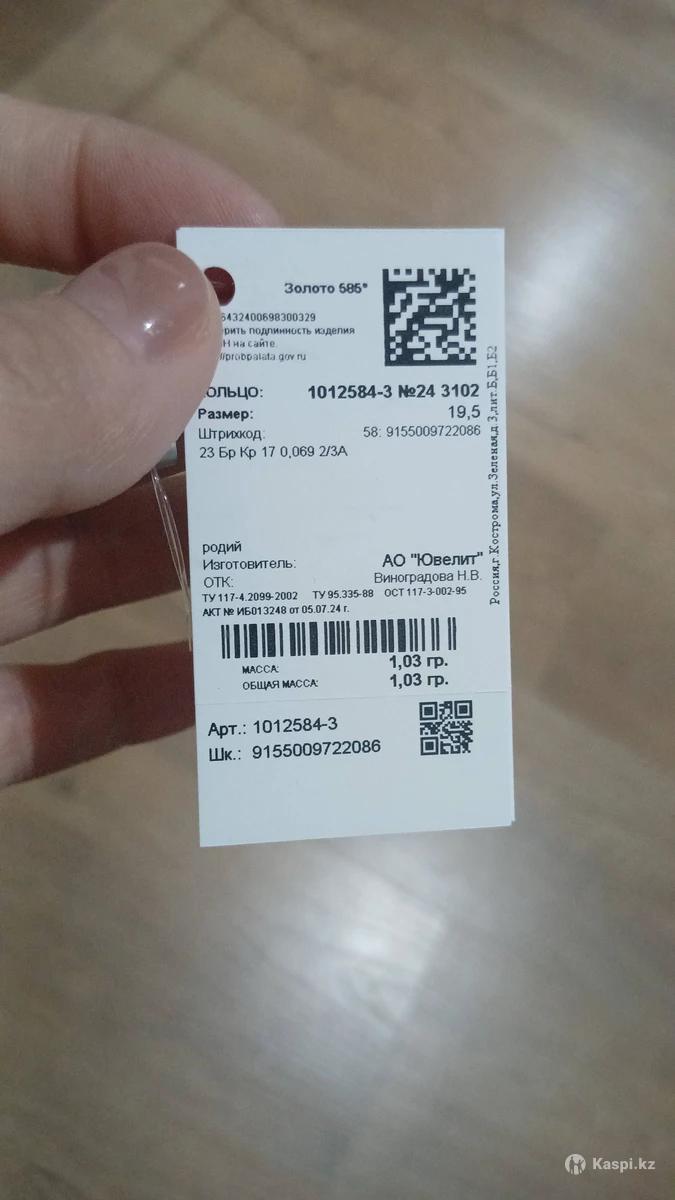 Золото 585°
6432400698300329
подлинность изделия
на сайте.
probpalata.gov.ru
ОЛЬЦО: 1012584-3 №24 3102
Размер: 19,5
Штрихкод: 58: 9155009722086
23 Бр Кр 17 0,069 2/3А
родий
Изготовитель: АО "Ювелит"
ОТК: Виноградова Н.В.
ТУ 117-4.2099-2002 ТУ 95.335-88 ОСТ 117-3-002-95
АКТ № ИБ013248 от 05.07.24 г.
МАССА: 1,03 гр.
ОБЩАЯ МАССА: 1,03 гр.
Арт.: 1012584-3
Шк.: 9155009722086
Россия,г.Кострома,ул.Зеленая,д.3,лит.Б,Б1,Б2
Kaspi.kz